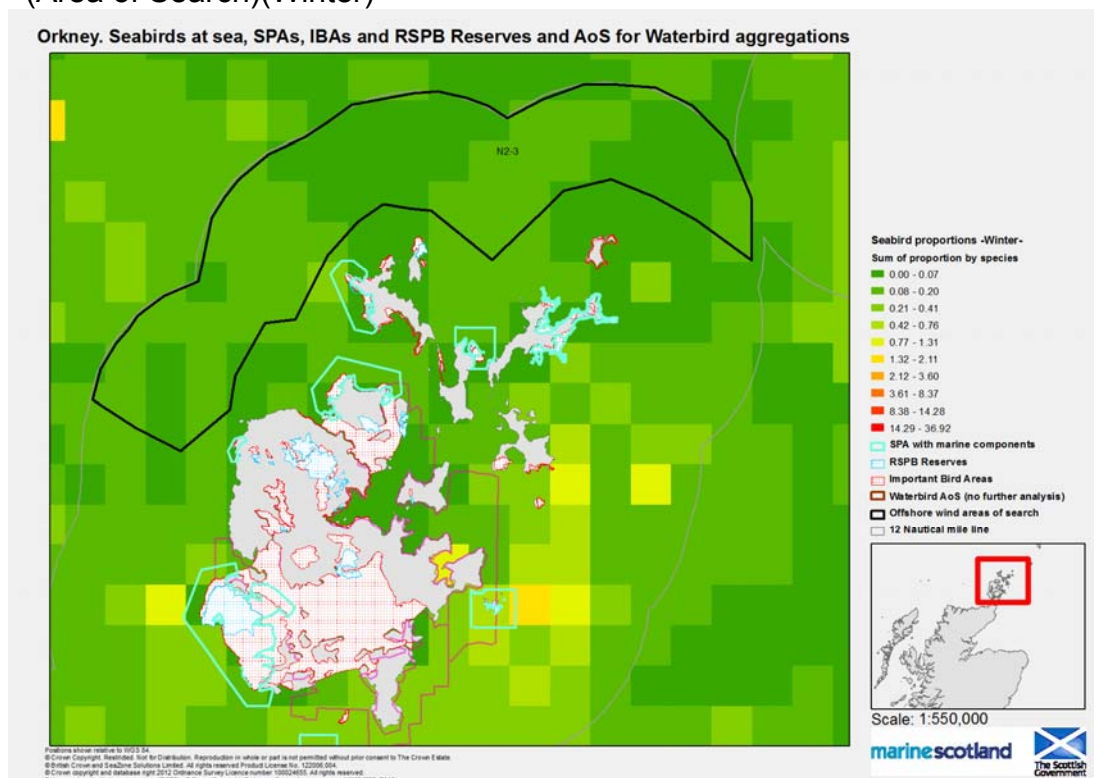 (Area of Search)(Winter)
Orkney. Seabirds at sea, SPAs, IBAs and RSPB Reserves and AoS for Waterbird aggregations
N2-3
Seabird proportions -Winter-
Sum of proportion by species
0.00 - 0.07
0.08 - 0.20
0.21 - 0.41
0.42 - 0.76
0.77 - 1.31
1.32 - 2.11
2.12 - 3.60
3.61 - 8.37
8.38 - 14.28
14.29 - 36.92
SPA with marine components
RSPB Reserves
Important Bird Areas
Waterbird AoS (no further analysis)
Offshore wind areas of search
12 Nautical mile line
Scale: 1:550,000
marinescotland
The Scottish
Government
Positions shown relative to WGS 84.
© Crown Copyright. Restricted. Not for Distribution. Reproduction in whole or part is not permitted without prior consent to The Crown Estate.
© British Crown and SeaZone Solutions Limited. All rights reserved Product Licence No. 122006.004.
© Crown copyright and database right 2012 Ordnance Survey Licence number 100024655. All rights reserved.